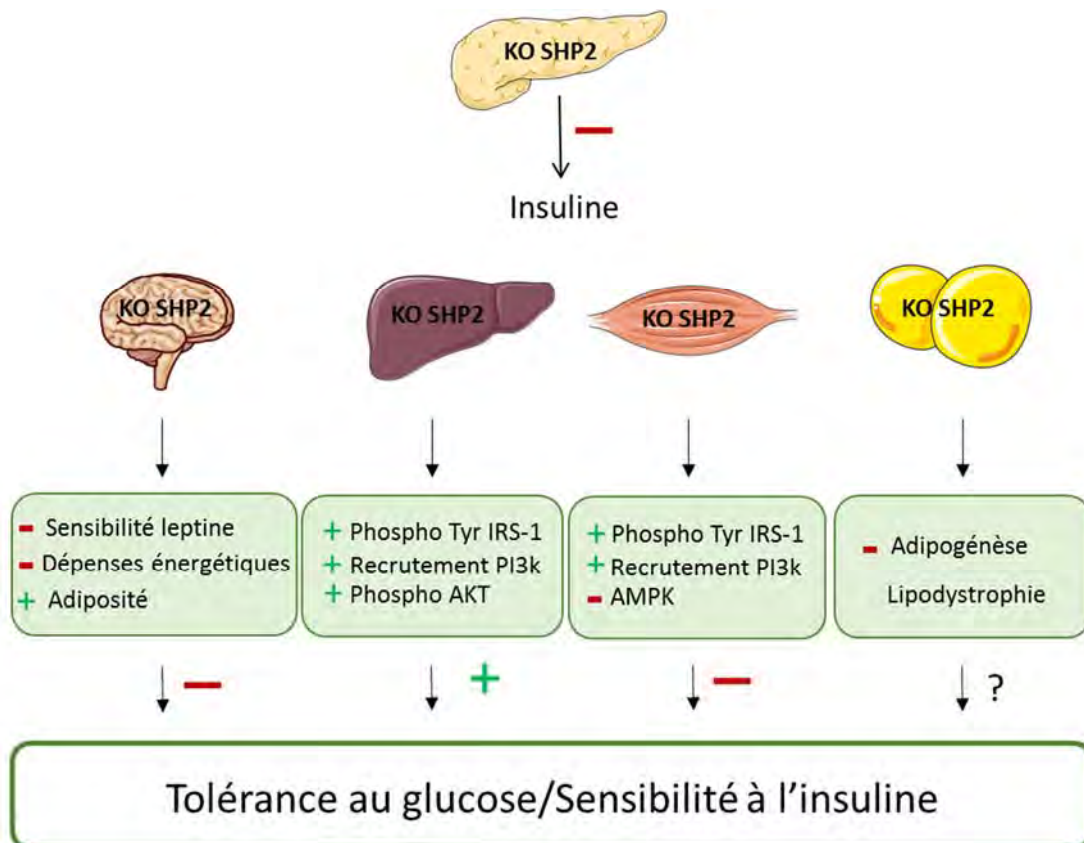 KO SHP2
−
Insuline
KO SHP2
KO SHP2
KO SHP2
KO SHP2
− Sensibilité leptine
− Dépenses énergétiques
+ Adiposité
+ Phospho Tyr IRS-1
+ Recrutement PI3k
+ Phospho AKT
+ Phospho Tyr IRS-1
+ Recrutement PI3k
− AMPK
− Adipogénèse
Lipodystrophie
−
+
−
?
Tolérance au glucose/Sensibilité à l’insuline